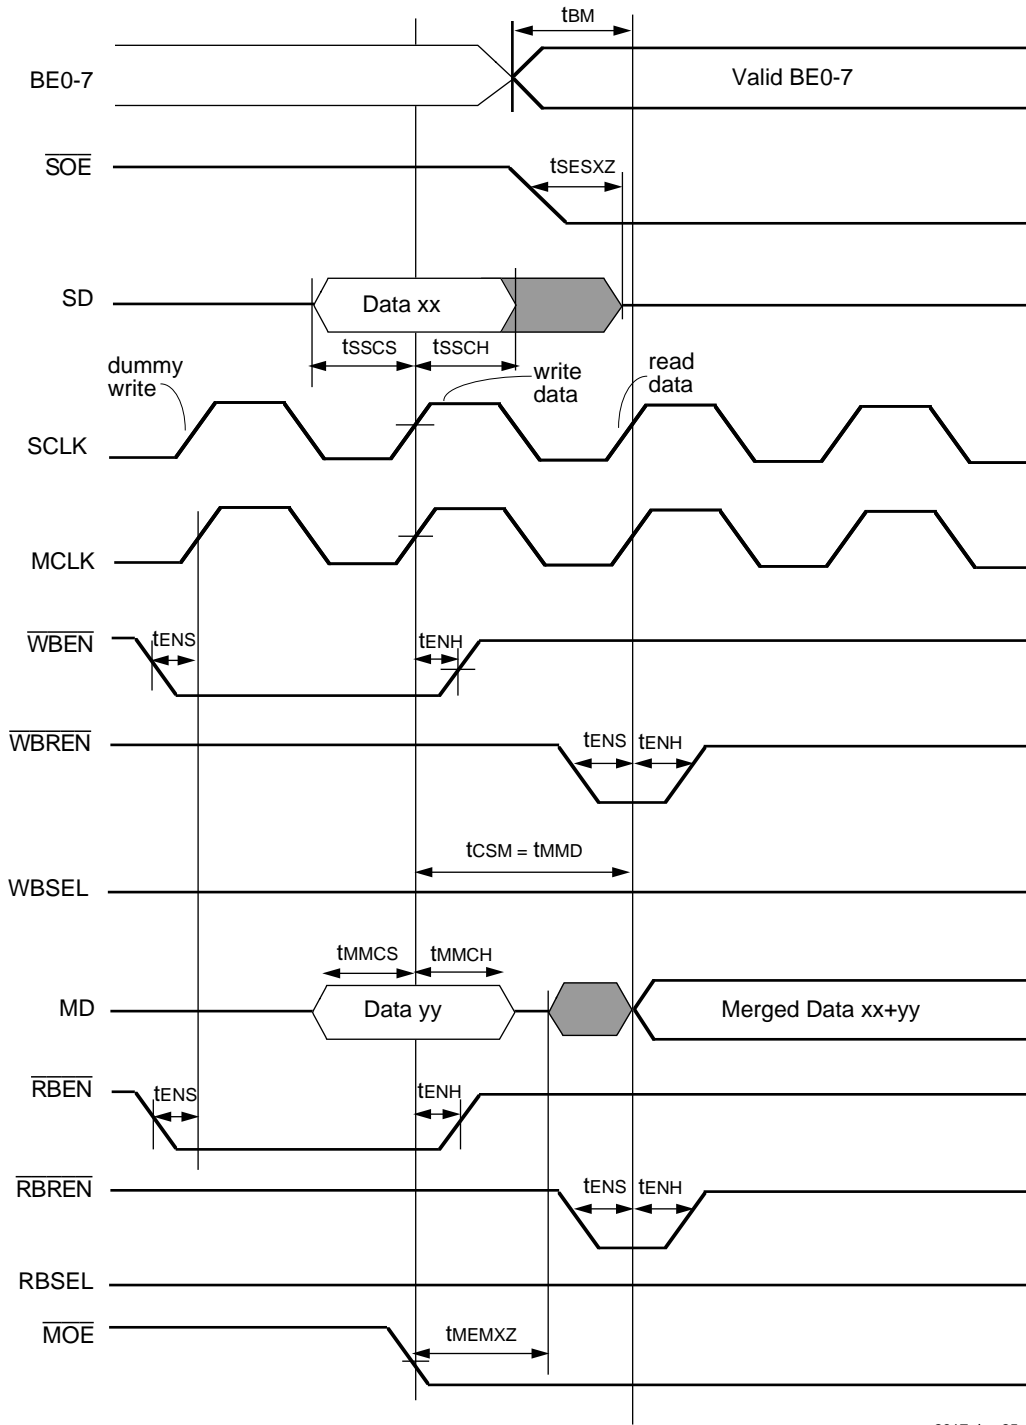 tBM
BE0-7
Valid BE0-7
SOE
tSESXZ
SD
Data xx
tSSCS
tSSCH
dummy
write
write
data
read
data
SCLK
MCLK
WBEN
tENS
tENH
WBREN
tENS
tENH
tCSM = tMMD
WBSEL
tMMCS
tMMCH
MD
Data yy
Merged Data xx+yy
RBEN
tENS
tENH
RBREN
tENS
tENH
RBSEL
MOE
tMEMXZ